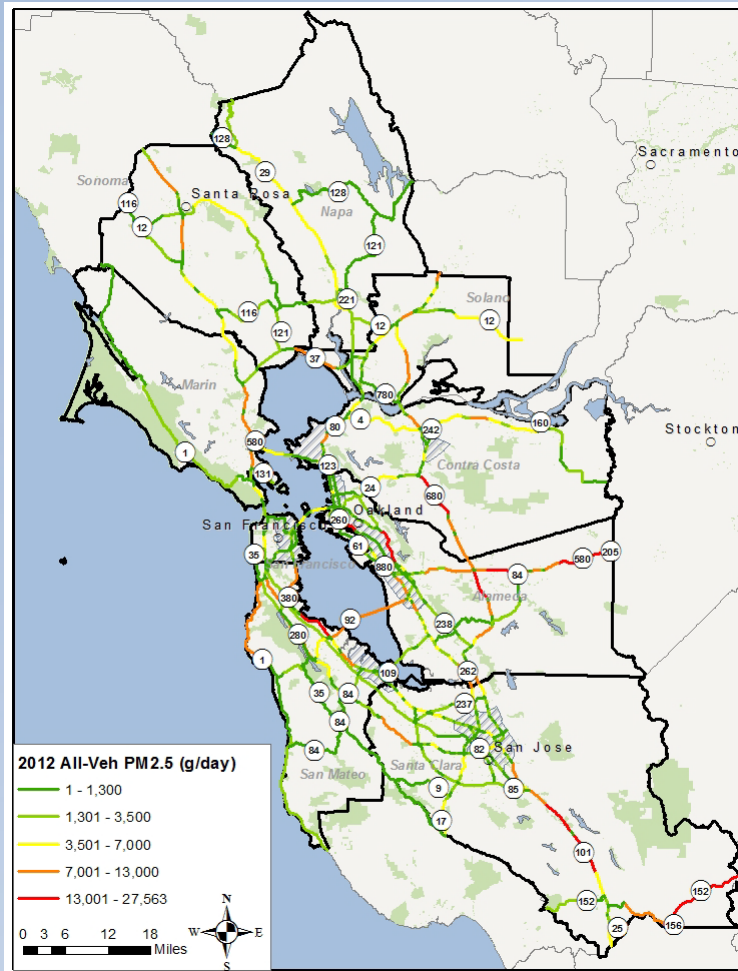 128
Sacramento
29
Sonoma
116
Santa Rosa
128
Napa
12
121
221
Solano
116
12
12
121
37
Marin
780
80
4
242
160
Stockton
580
1
123
Contra Costa
131
24
680
Oakland
260
San Francisco
61
580
205
35
San Francisco
880
84
Alameda
380
92
238
280
1
109
262
35
84
237
84
82
San Jose
84
Santa Clara
San Mateo
9
85
17
101
152
152
25
156
2012 All-Veh PM2.5 (g/day)
1 - 1,300
1,301 - 3,500
3,501 - 7,000
7,001 - 13,000
13,001 - 27,563
N
W
E
S
0 3 6 12 18
Miles